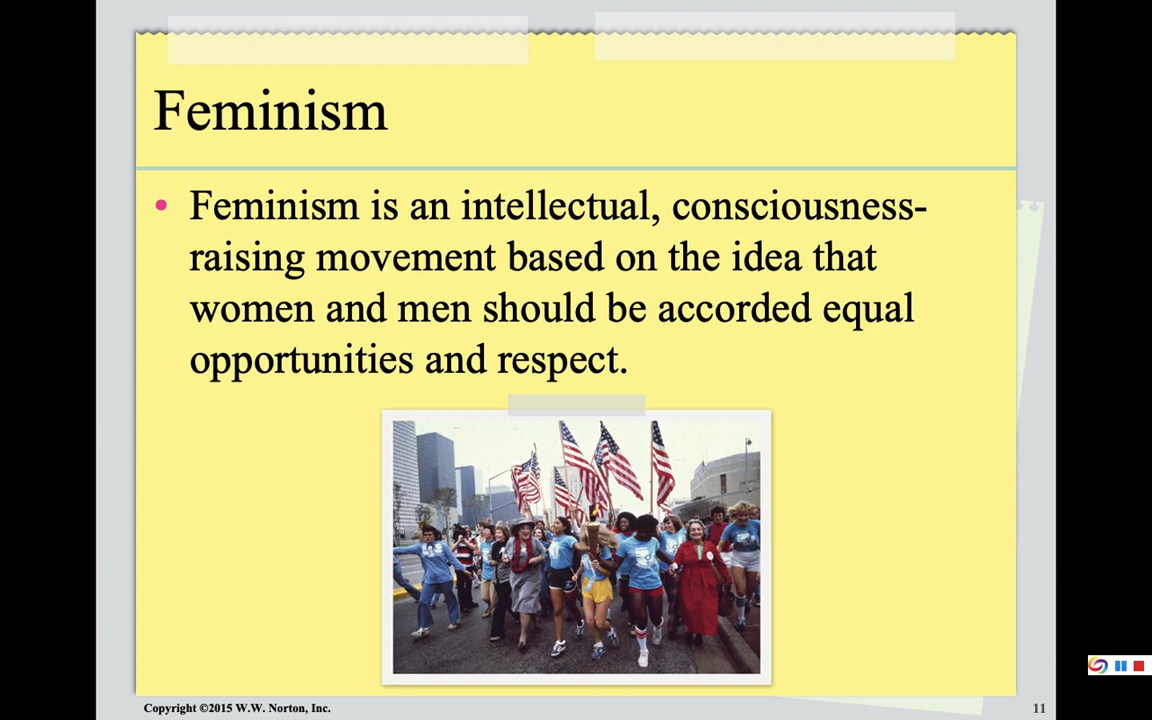 Feminism
• Feminism is an intellectual, consciousness-
raising movement based on the idea that
women and men should be accorded equal
opportunities and respect.
Copyright ©2015 W.W. Norton, Inc.
11